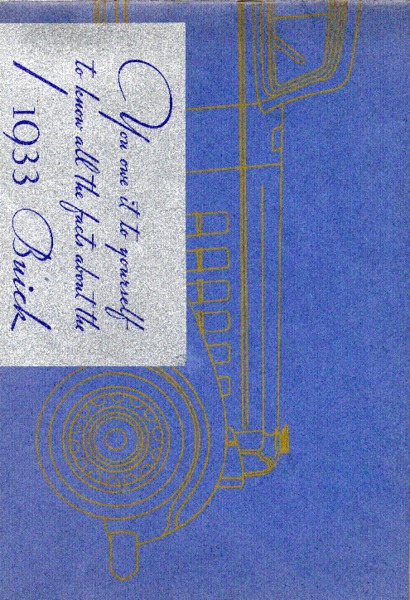 You owe it to yourself
to know all the facts about the
1933 Buick